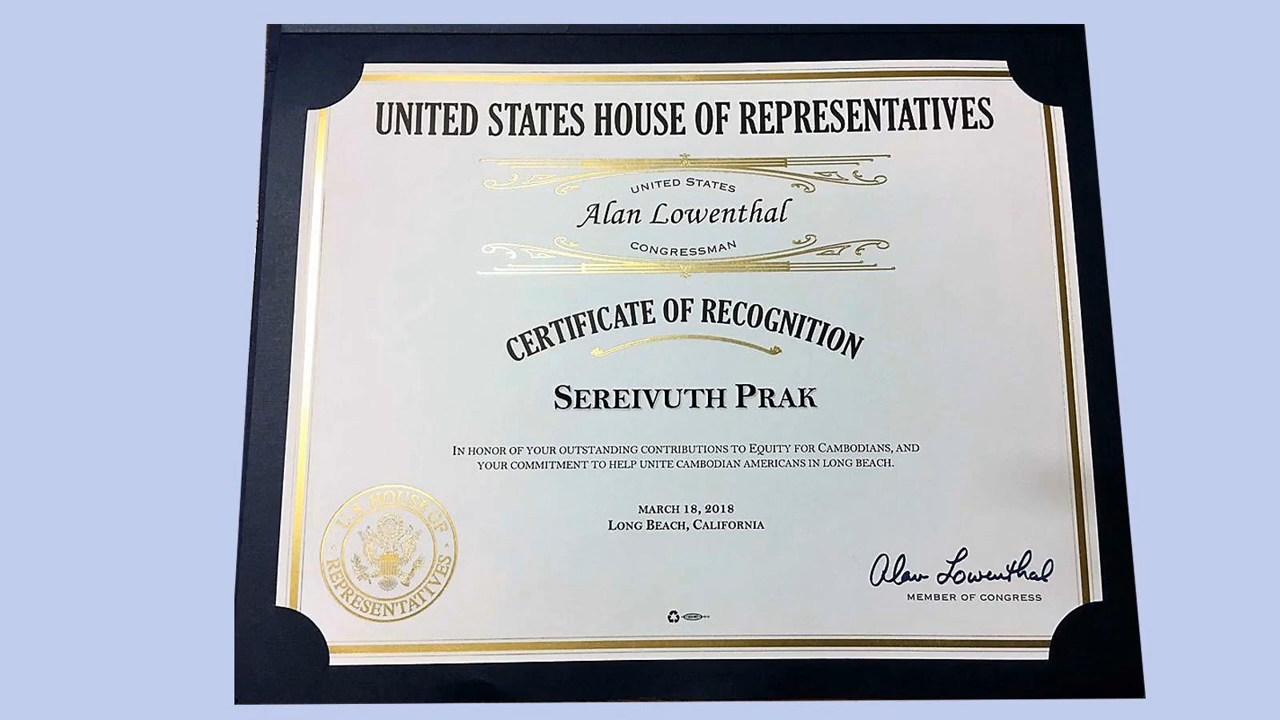 UNITED STATES HOUSE OF REPRESENTATIVES
UNITED STATES
Alan Lowenthal
CONGRESSMAN
CERTIFICATE OF RECOGNITION
SEREIVUTH PRAK
IN HONOR OF YOUR OUTSTANDING CONTRIBUTIONS TO EQUITY FOR CAMBODIANS, AND
YOUR COMMITMENT TO HELP UNITE CAMBODIAN AMERICANS IN LONG BEACH.
MARCH 18, 2018
LONG BEACH, CALIFORNIA
U.S. HOUSE OF
REPRESENTATIVES
Alan Lowenthal
MEMBER OF CONGRESS